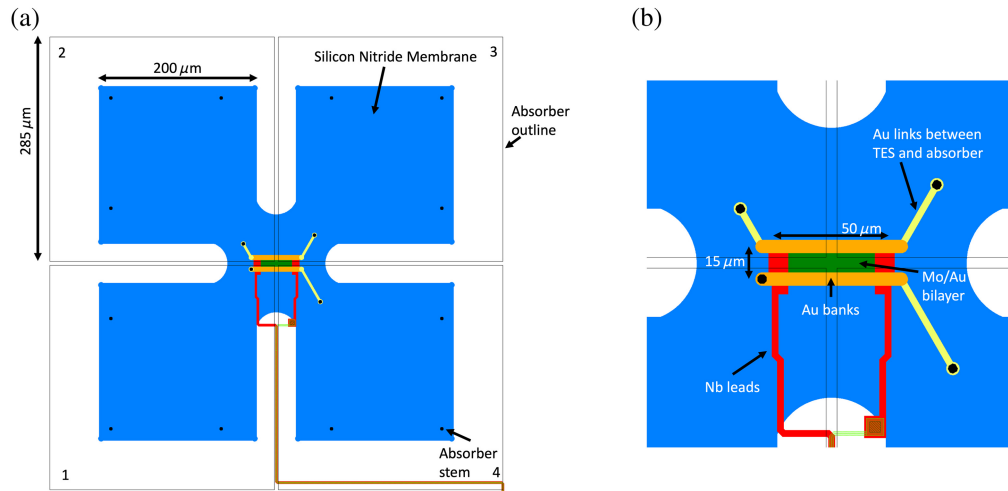 (a)
2
3
Silicon Nitride Membrane
200 μm
285 μm
Absorber
outline
1
Absorber
stem
4
(b)
Au links between
TES and absorber
50 μm
15 μm
Mo/Au
bilayer
Au banks
Nb leads